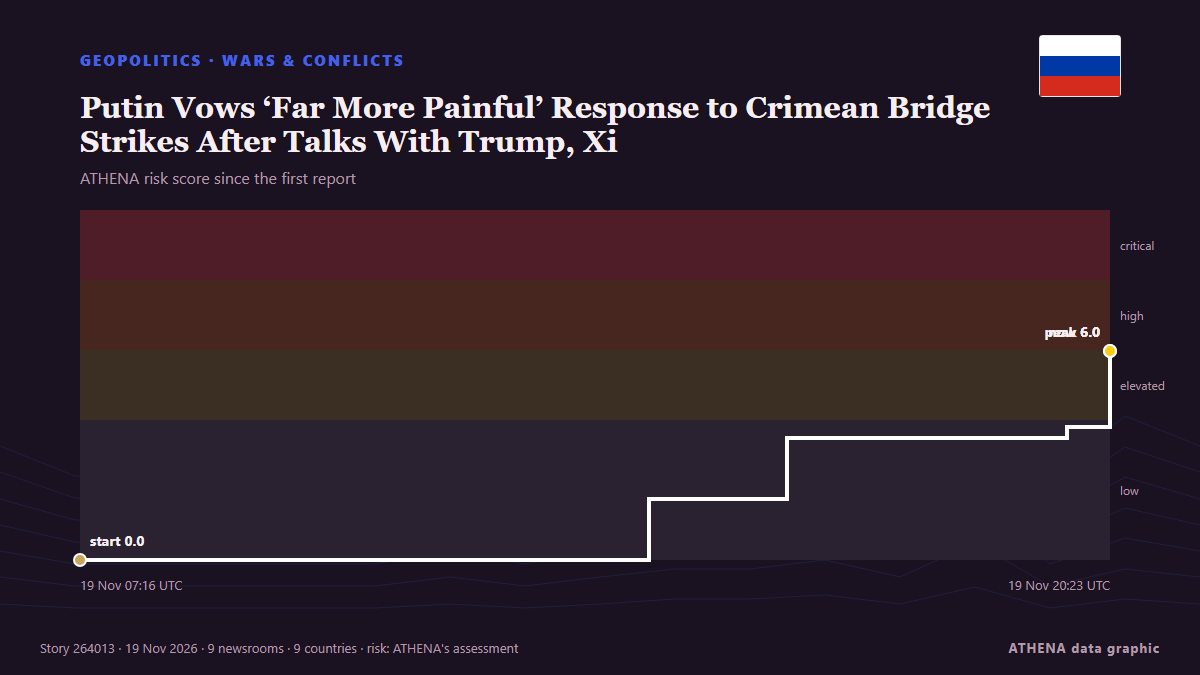 GEOPOLITICS · WARS & CONFLICTS
Putin Vows ‘Far More Painful’ Response to Crimean Bridge
Strikes After Talks With Trump, Xi
ATHENA risk score since the first report
critical
high
6.0
elevated
low
start 0.0
19 Nov 07:16 UTC
19 Nov 20:23 UTC
Story 264013 · 19 Nov 2026 · 9 newsrooms · 9 countries · risk: ATHENA's assessment
ATHENA data graphic